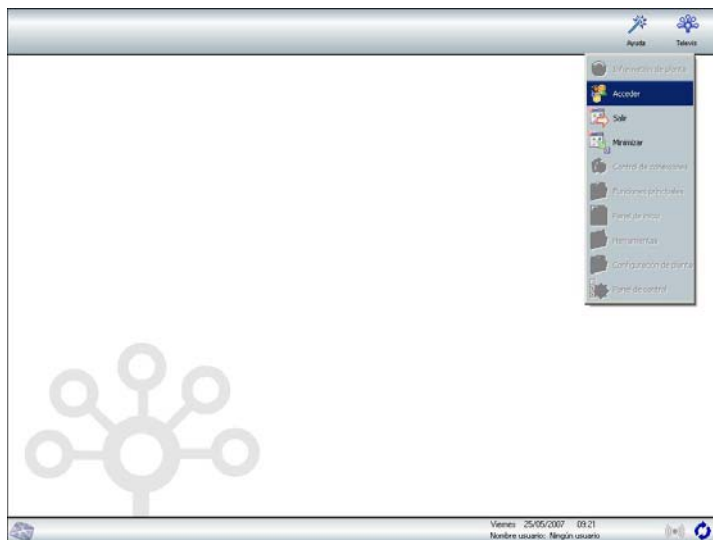 Ayuda
Televis
Información de planta
Acceder
Salir
Minimizar
Control de conexiones
Funciones principales
Panel de inicio
Herramientas
Configuración de planta
Panel de control
Viernes 25/05/2007 09:21
Nombre usuario: Ningún usuario